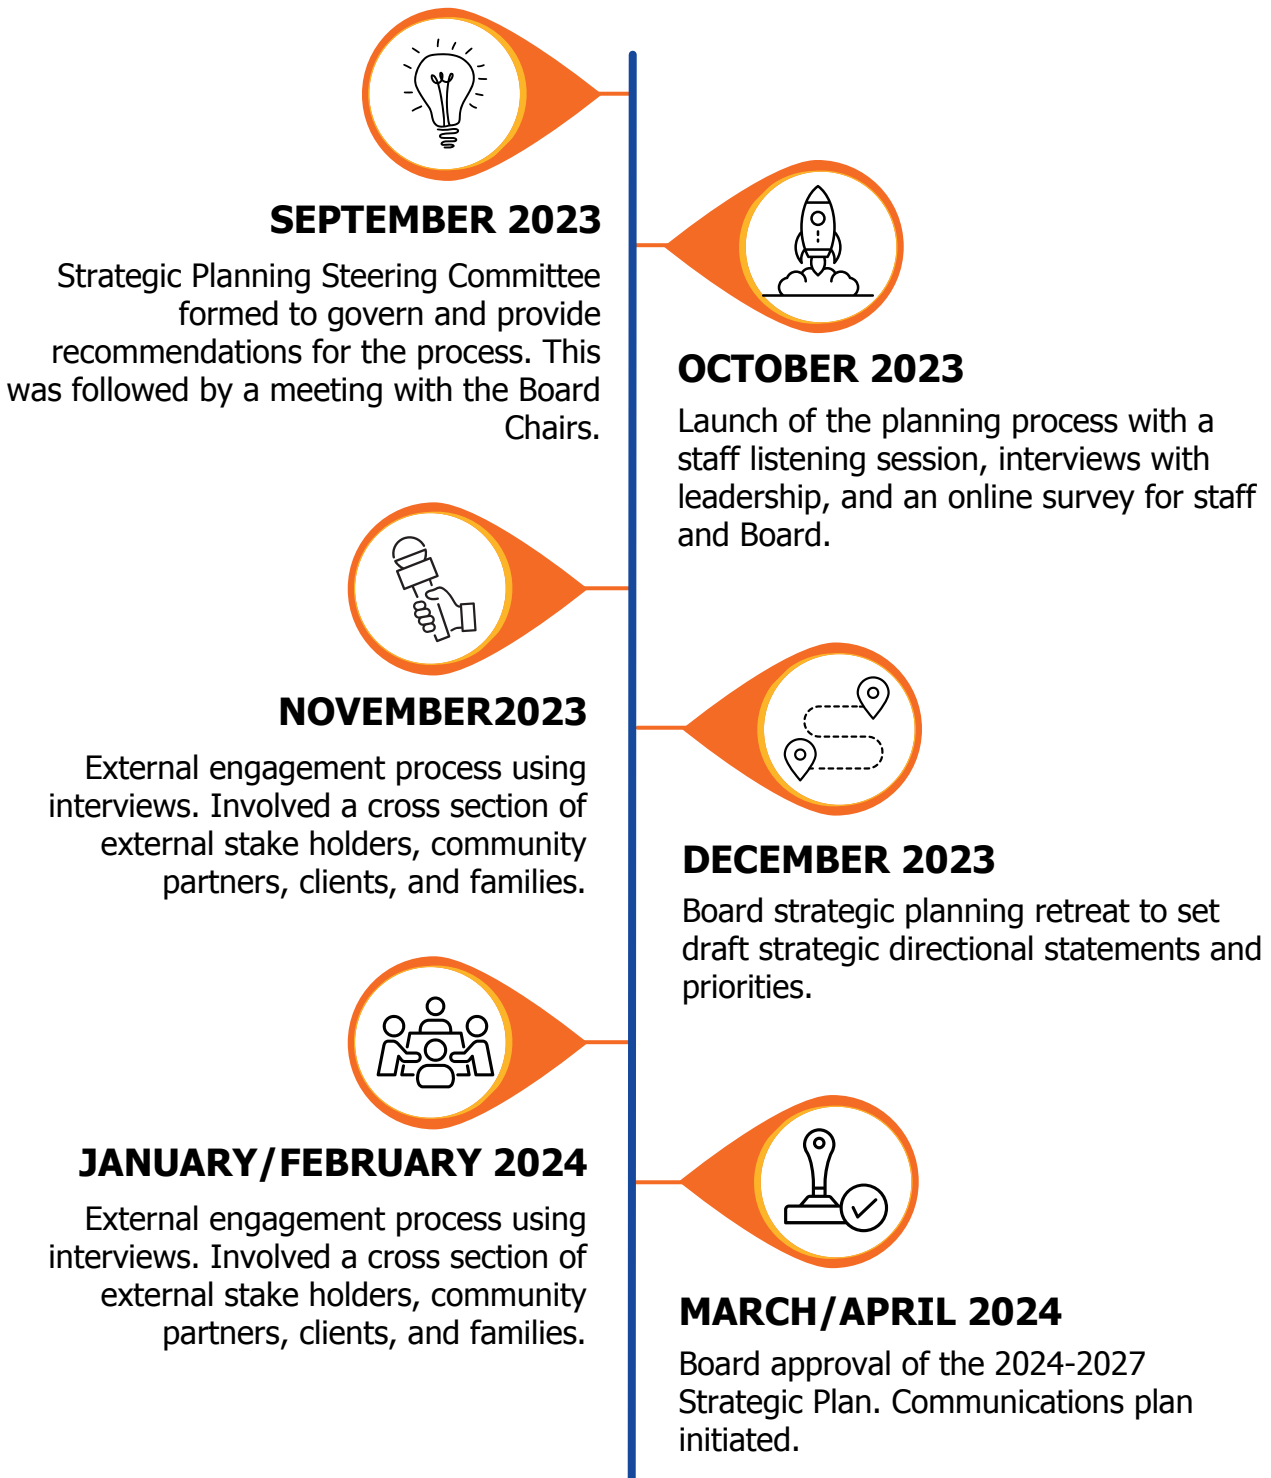 SEPTEMBER 2023
Strategic Planning Steering Committee
formed to govern and provide
recommendations for the process. This
was followed by a meeting with the Board
Chairs.
OCTOBER 2023
Launch of the planning process with a
staff listening session, interviews with
leadership, and an online survey for staff
and Board.
NOVEMBER2023
External engagement process using
interviews. Involved a cross section of
external stake holders, community
partners, clients, and families.
DECEMBER 2023
Board strategic planning retreat to set
draft strategic directional statements and
priorities.
JANUARY/FEBRUARY 2024
External engagement process using
interviews. Involved a cross section of
external stake holders, community
partners, clients, and families.
MARCH/APRIL 2024
Board approval of the 2024-2027
Strategic Plan. Communications plan
initiated.